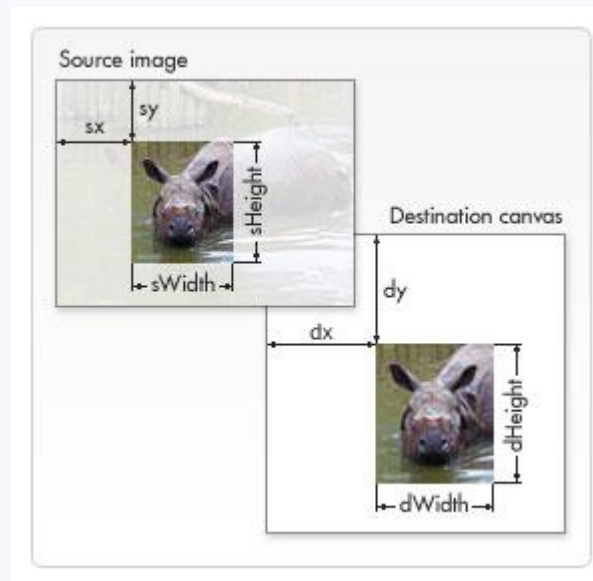 Source image
sy
sx
sHeight
sWidth
Destination canvas
dy
dx
dHeight
dWidth